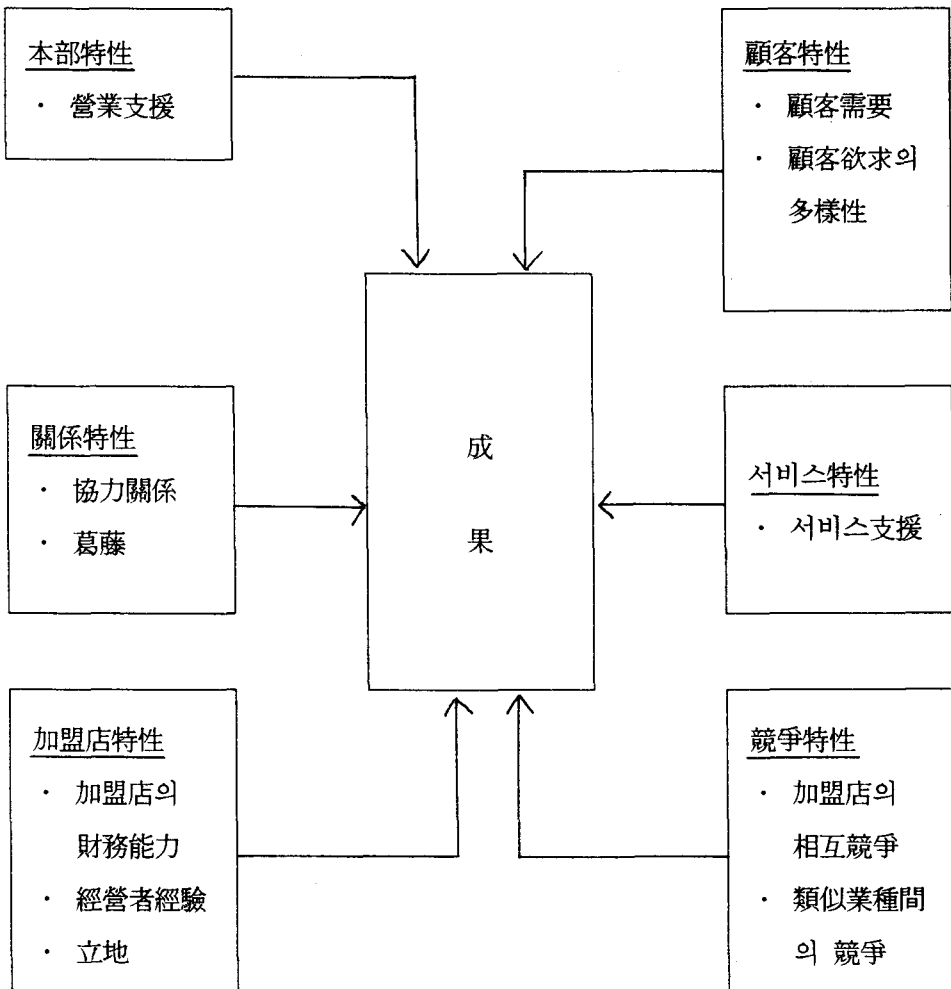 本部特性
· 營業支援
顧客特性
· 顧客需要
· 顧客欲求의
多樣性
關係特性
· 協力關係
· 葛藤
成
果
서비스特性
· 서비스支援
加盟店特性
· 加盟店의
財務能力
· 經營者經驗
· 立地
競爭特性
· 加盟店의
相互競爭
· 類似業種間
의 競爭